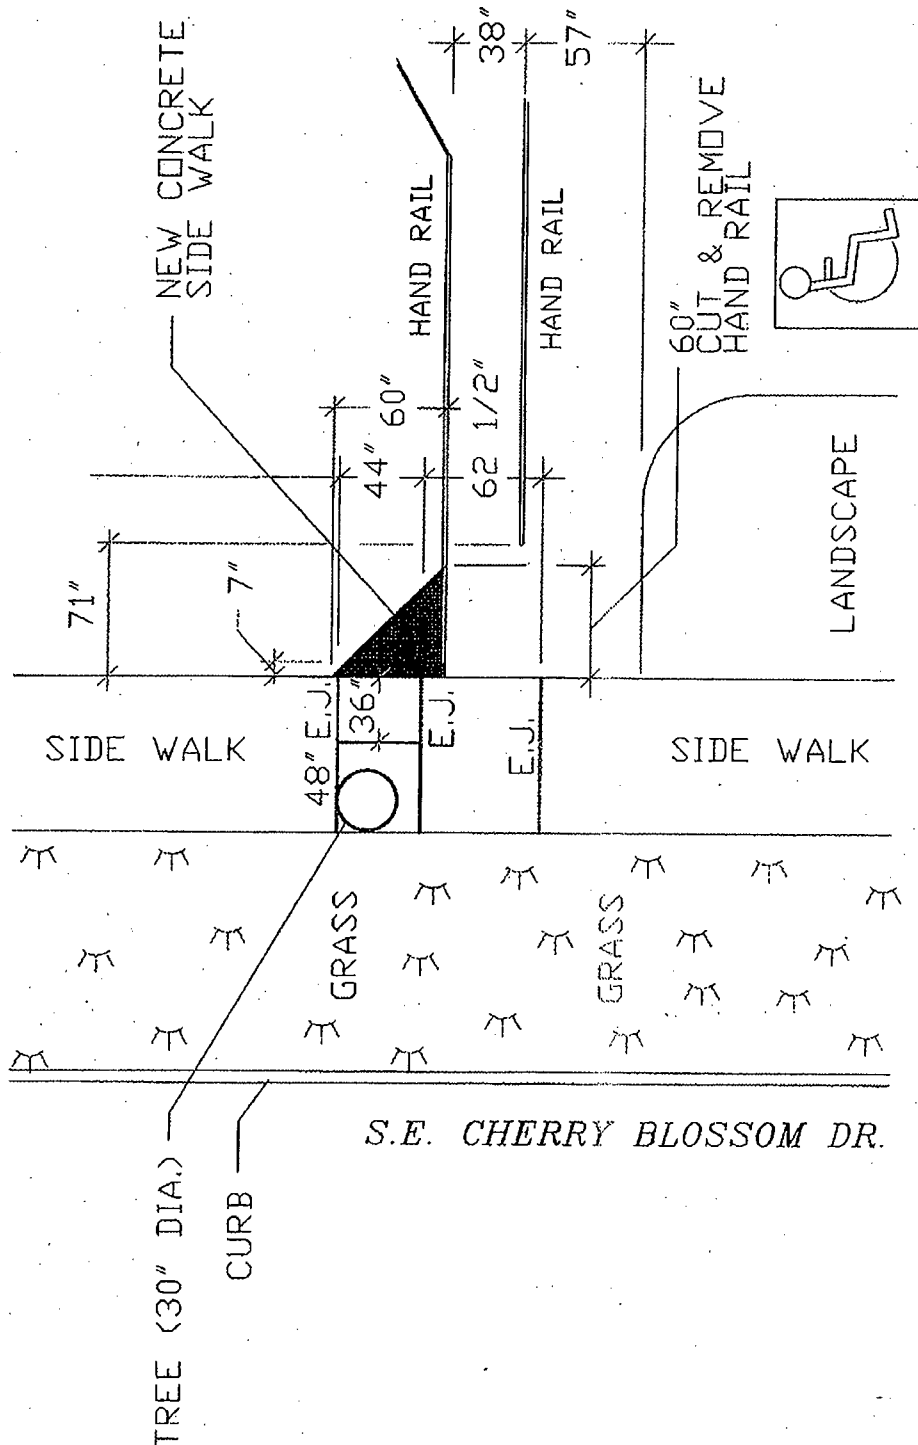 NEW CONCRETE
SIDE WALK
38"
57"
HAND RAIL
HAND RAIL
60"
CUT & REMOVE
HAND RAIL
60"
44"
62 1/2"
71"
7"
LANDSCAPE
SIDE WALK
48"
E.J.
36"
E.J.
E.J.
SIDE WALK
GRASS
GRASS
S.E. CHERRY BLOSSOM DR.
TREE (30" DIA.)
CURB